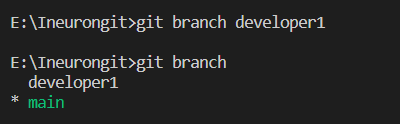 E:\Ineurongit>git branch developer1
E:\Ineurongit>git branch
  developer1
* main